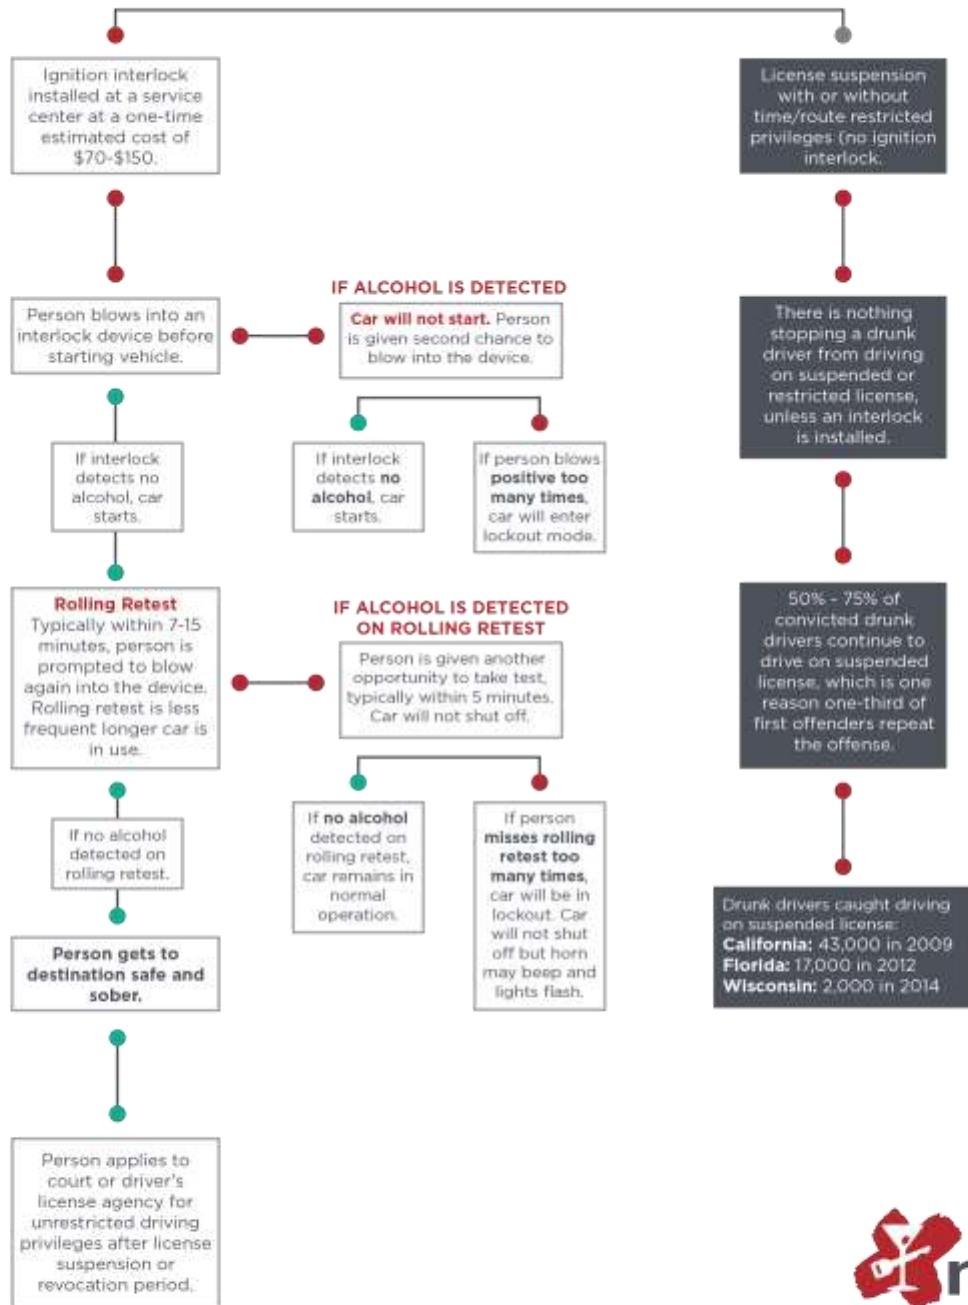 Ignition interlock
installed at a service
center at a one-time
estimated cost of
$70-$150.
License suspension
with or without
time/route restricted
privileges (no ignition
interlock.
Person blows into an
interlock device before
starting vehicle.
IF ALCOHOL IS DETECTED
Car will not start. Person
is given second chance to
blow into the device.
There is nothing
stopping a drunk
driver from driving
on suspended or
restricted license,
unless an interlock
is installed.
If interlock
detects no
alcohol, car
starts.
If interlock
detects no
alcohol, car
starts.
If person blows
positive too
many times,
car will enter
lockout mode.
Rolling Retest
Typically within 7-15
minutes, person is
prompted to blow
again into the device.
Rolling retest is less
frequent longer car is
in use.
IF ALCOHOL IS DETECTED
ON ROLLING RETEST
Person is given another
opportunity to take test,
typically within 5 minutes.
Car will not shut off.
50% - 75% of
convicted drunk
drivers continue to
drive on suspended
license, which is one
reason one-third of
first offenders repeat
the offense.
If no alcohol
detected on
rolling retest.
If no alcohol
detected on
rolling retest,
car remains in
normal
operation.
If person
misses rolling
retest too
many times,
car will be in
lockout. Car
will not shut
off but horn
may beep and
lights flash.
Drunk drivers caught driving
on suspended license:
California: 43,000 in 2009
Florida: 17,000 in 2012
Wisconsin: 2,000 in 2014
Person gets to
destination safe and
sober.
Person applies to
court or driver's
license agency for
unrestricted driving
privileges after license
suspension or
revocation period.